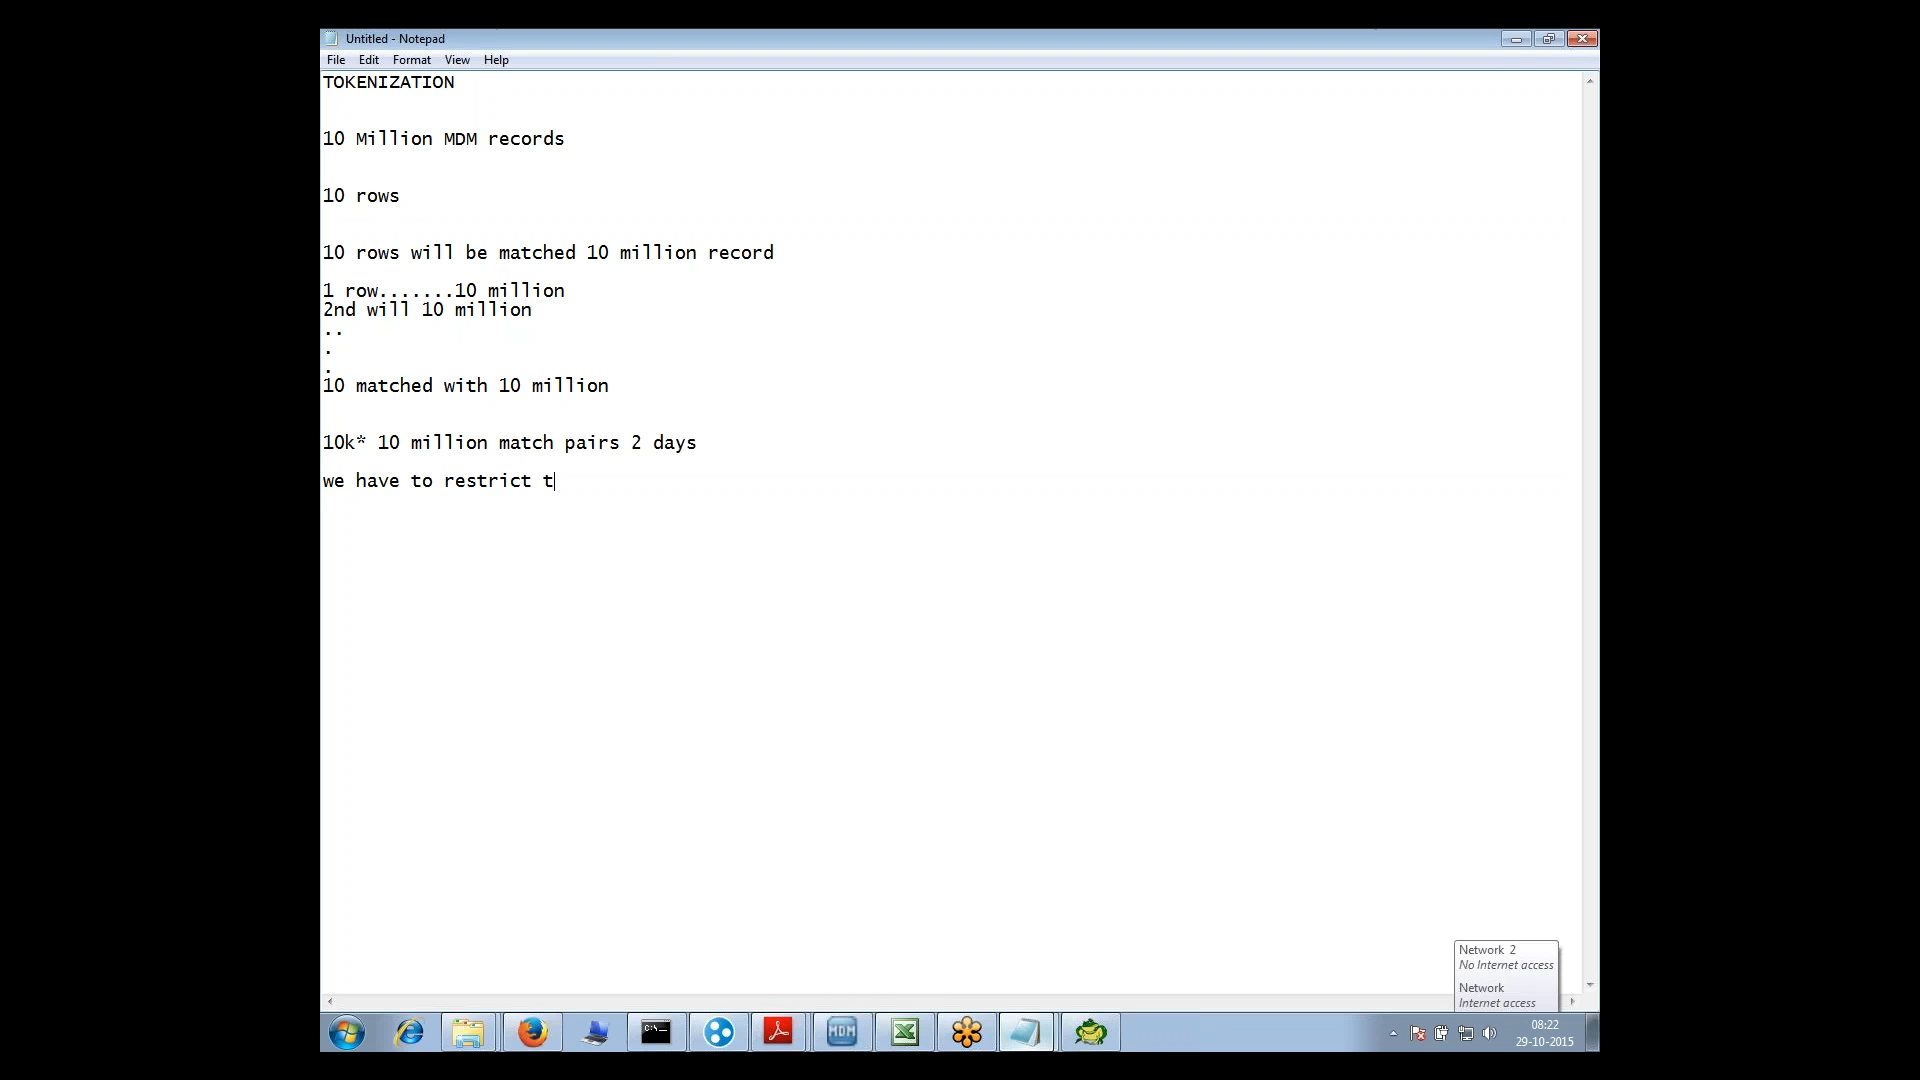 Untitled - Notepad
File Edit Format View Help
TOKENIZATION
10 Million MDM records
10 rows
10 rows will be matched 10 million record
1 row.......10 million
2nd will 10 million
..
.
.
10 matched with 10 million
10k* 10 million match pairs 2 days
we have to restrict t
Network 2
No Internet access
Network
Internet access
C:\_
MDM
08:22
29-10-2015